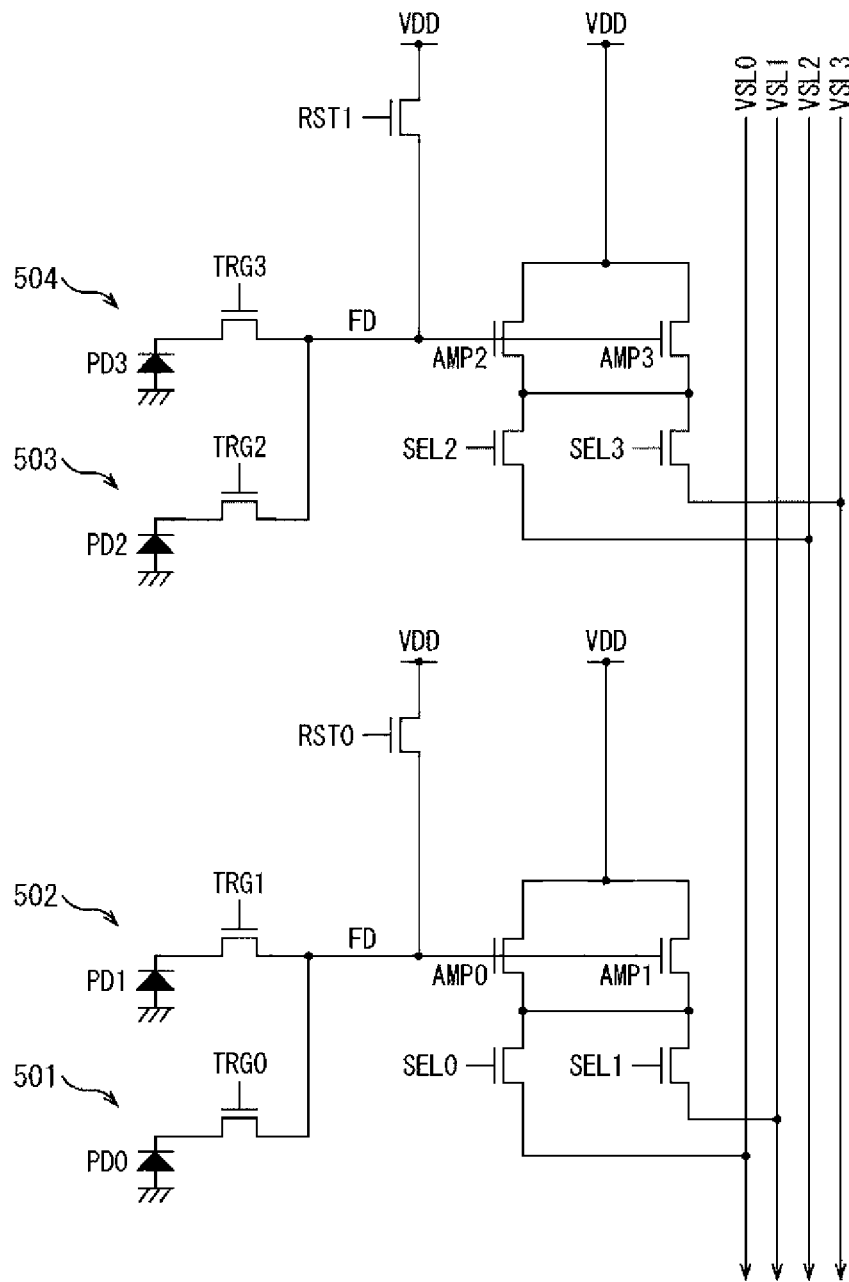 VDD VDD
VSL0
VSL1
VSL2
VSL3
RST1
504
TRG3
FD
PD3
AMP2 AMP3
503
TRG2
SEL2 SEL3
PD2
VDD VDD
RST0
502
TRG1
FD
PD1
AMP0 AMP1
501
TRG0
SEL0 SEL1
PD0